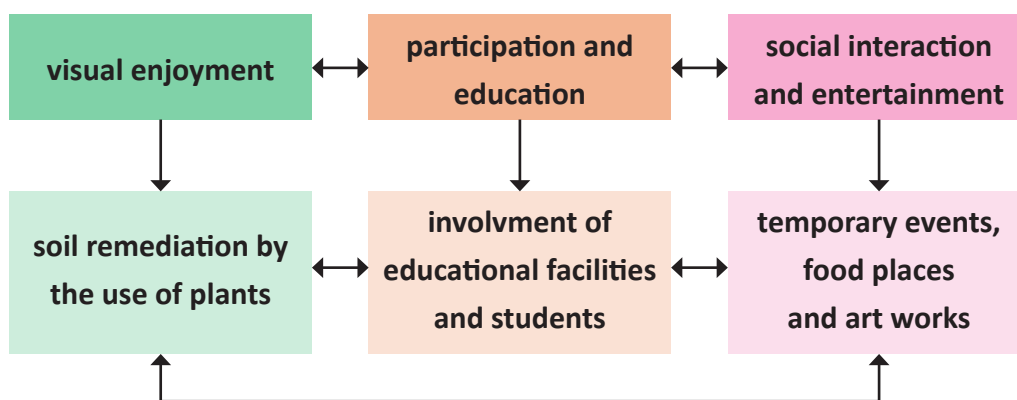 visual enjoyment
participation and
education
social interaction
and entertainment
soil remediation by
the use of plants
involvment of
educational facilities
and students
temporary events,
food places
and art works